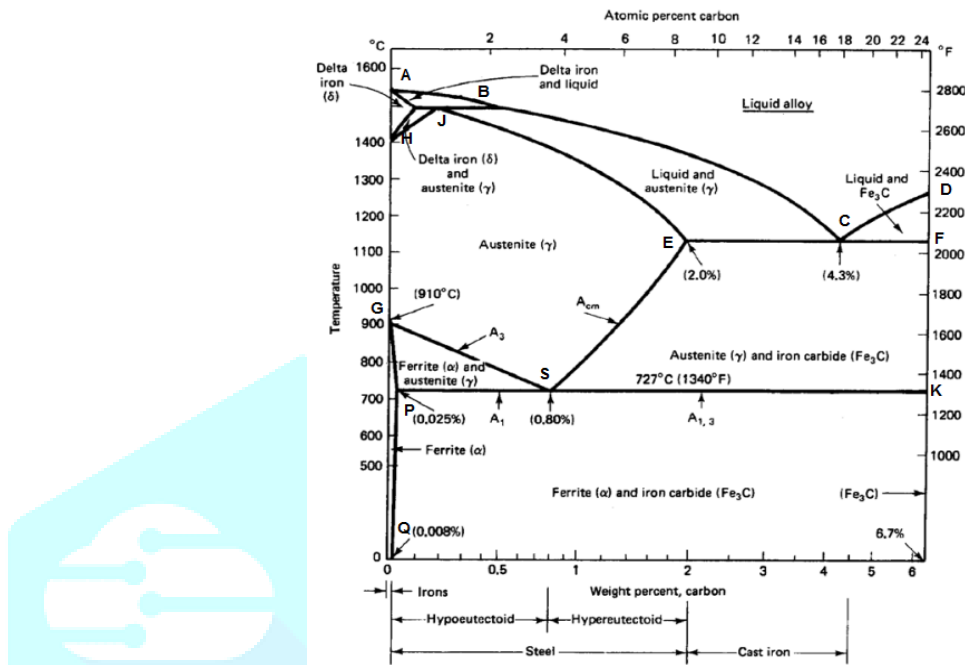 Atomic percent carbon
2 4 6 8 10 12 14 16 18 20 22 24
°C
°F
1600
1400
1300
1200
1100
1000
900
800
700
600
500
0
Temperature
2800
2600
2400
2200
2000
1800
1600
1400
1200
1000
Delta
iron
(δ)
A
Delta iron
and liquid
B
J
H
Liquid alloy
Delta iron (δ)
and
austenite (γ)
Liquid and
austenite (γ)
Liquid and
Fe₃C
D
C
E
F
(2.0%)
(4.3%)
Austenite (γ)
G
(910°C)
A₃
Acm
Ferrite (α) and
austenite (γ)
S
Austenite (γ) and iron carbide (Fe₃C)
727°C (1340°F)
K
P
(0,025%)
A₁
(0.80%)
A₁, ₃
Ferrite (α)
Ferrite (α) and iron carbide (Fe₃C)
(Fe₃C)
Q
(0.008%)
6.7%
0 0.5 1 2 3 4 5 6
Irons
Weight percent, carbon
Hypoeutectoid
Hypereutectoid
Steel
Cast iron